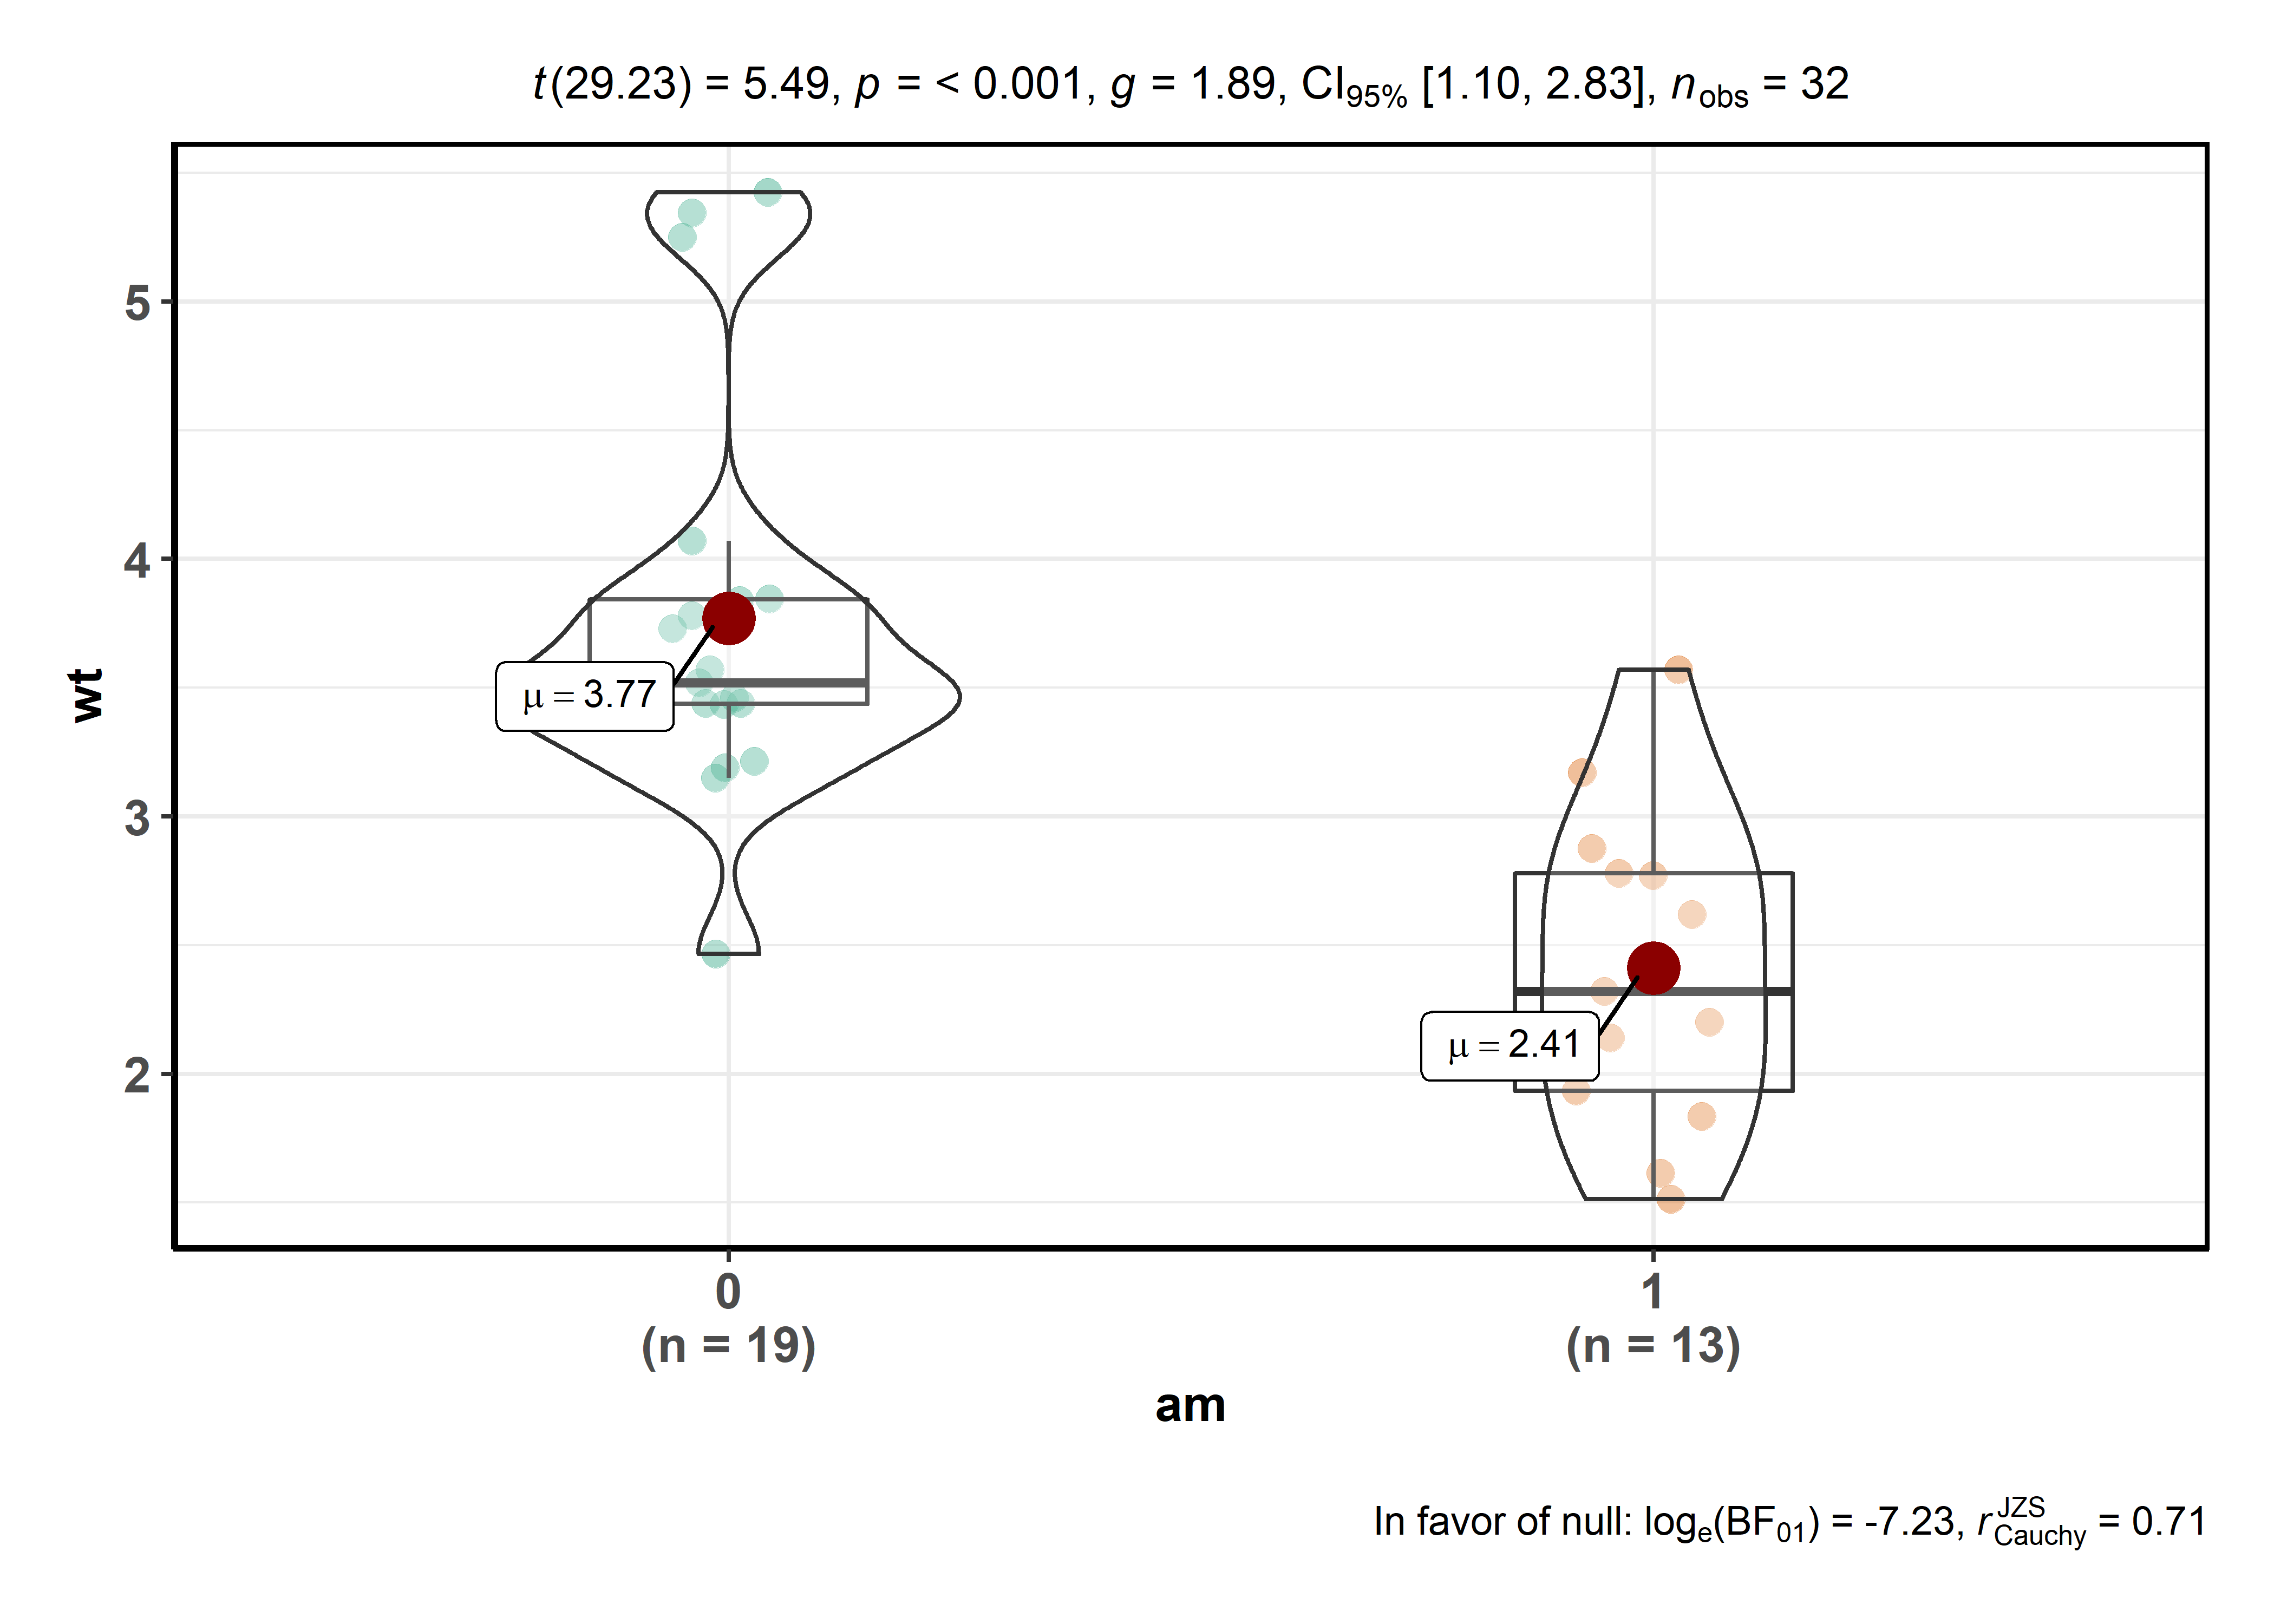 t(29.23) = 5.49, p = < 0.001, g = 1.89, CI95% [1.10, 2.83], nobs = 32
wt
5
4
3
2
μ = 3.77
μ = 2.41
0
(n = 19)
1
(n = 13)
am
In favor of null: loge(BF01) = -7.23, rJZSCauchy = 0.71